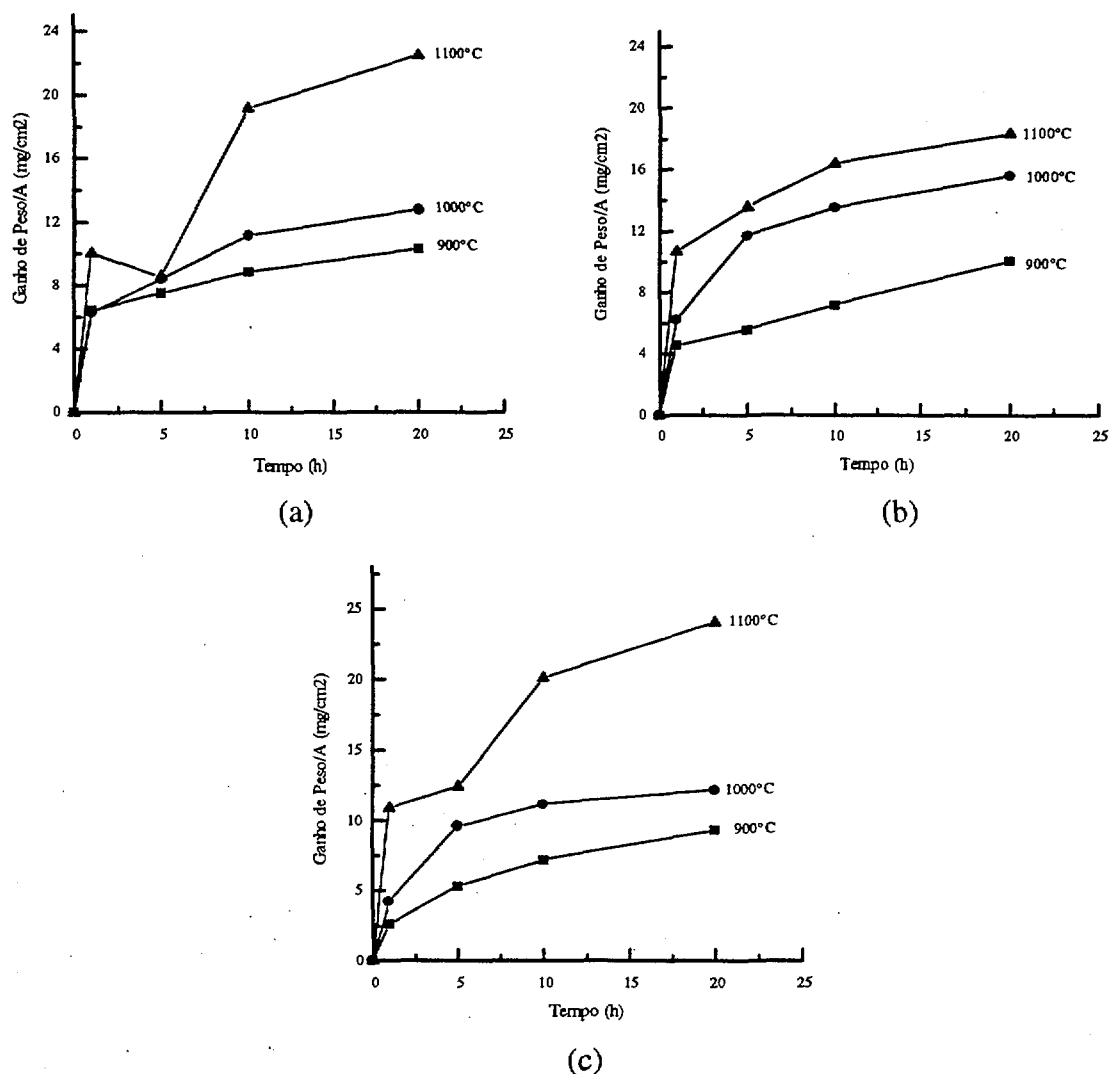 Ganho de Peso/A (mg/cm2)
24
20
16
12
8
4
0
1100°C
1000°C
900°C
0 5 10 15 20 25
Tempo (h)
(a)
Ganho de Peso/A (mg/cm2)
24
20
16
12
8
4
0
1100°C
1000°C
900°C
0 5 10 15 20 25
Tempo (h)
(b)
Ganho de Peso/A (mg/cm2)
25
20
15
10
5
0
1100°C
1000°C
900°C
0 5 10 15 20 25
Tempo (h)
(c)